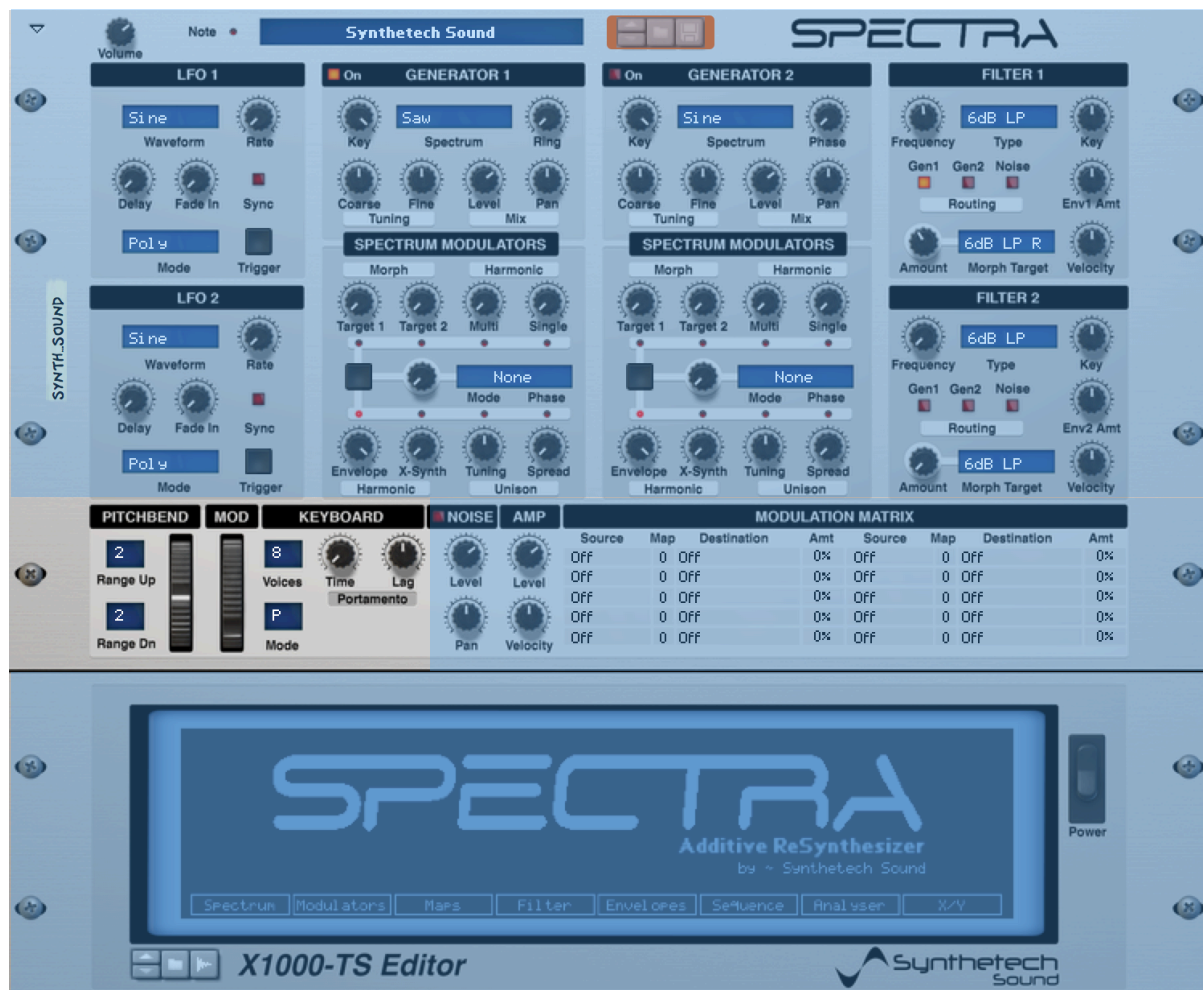 Volume
Note
Synthetech Sound
SPECTRA
LFO 1
Sine
Waveform
Rate
Delay
Fade In
Sync
Poly
Mode
Trigger
LFO 2
Sine
Waveform
Rate
Delay
Fade In
Sync
Poly
Mode
Trigger
SYNTH_SOUND
On
GENERATOR 1
Saw
Key
Spectrum
Ring
Coarse
Fine
Level
Pan
Tuning
Mix
SPECTRUM MODULATORS
Morph
Harmonic
Target 1
Target 2
Multi
Single
None
Mode
Phase
Envelope
X-Synth
Tuning
Spread
Harmonic
Unison
On
GENERATOR 2
Sine
Key
Spectrum
Phase
Coarse
Fine
Level
Pan
Tuning
Mix
SPECTRUM MODULATORS
Morph
Harmonic
Target 1
Target 2
Multi
Single
None
Mode
Phase
Envelope
X-Synth
Tuning
Spread
Harmonic
Unison
FILTER 1
6dB LP
Frequency
Type
Key
Gen1
Gen2
Noise
Routing
Env1 Amt
6dB LP R
Amount
Morph Target
Velocity
FILTER 2
6dB LP
Frequency
Type
Key
Gen1
Gen2
Noise
Routing
Env2 Amt
6dB LP
Amount
Morph Target
Velocity
PITCHBEND
2
Range Up
2
Range Dn
MOD
KEYBOARD
8
Voices
P
Mode
Time
Lag
Portamento
NOISE
Level
Pan
AMP
Level
Velocity
MODULATION MATRIX
Source Map Destination Amt Source Map Destination Amt
Off 0 Off 0% Off 0 Off 0%
Off 0 Off 0% Off 0 Off 0%
Off 0 Off 0% Off 0 Off 0%
Off 0 Off 0% Off 0 Off 0%
Off 0 Off 0% Off 0 Off 0%
SPECTRA
Additive ReSynthesizer
by ~ Synthetech Sound
Spectrum Modulators Maps Filter Envelopes Sequence Analyser X/Y
Power
X1000-TS Editor
Synthetech
Sound